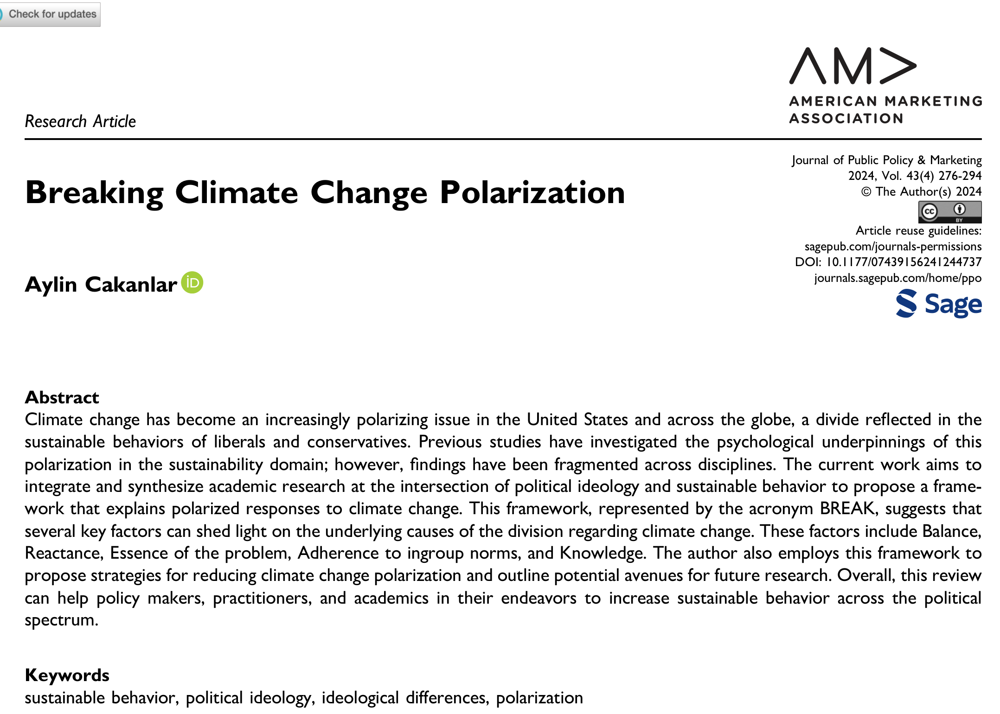 Check for updates
AMA
AMERICAN MARKETING
ASSOCIATION
Research Article
Journal of Public Policy & Marketing
2024, Vol. 43(4) 276-294
© The Author(s) 2024
cc
BY
Article reuse guidelines:
sagepub.com/journals-permissions
DOI: 10.1177/07439156241244737
journals.sagepub.com/home/ppo
Sage
Breaking Climate Change Polarization
Aylin Cakanlar iD
Abstract
Climate change has become an increasingly polarizing issue in the United States and across the globe, a divide reflected in the
sustainable behaviors of liberals and conservatives. Previous studies have investigated the psychological underpinnings of this
polarization in the sustainability domain; however, findings have been fragmented across disciplines. The current work aims to
integrate and synthesize academic research at the intersection of political ideology and sustainable behavior to propose a frame-
work that explains polarized responses to climate change. This framework, represented by the acronym BREAK, suggests that
several key factors can shed light on the underlying causes of the division regarding climate change. These factors include Balance,
Reactance, Essence of the problem, Adherence to ingroup norms, and Knowledge. The author also employs this framework to
propose strategies for reducing climate change polarization and outline potential avenues for future research. Overall, this review
can help policy makers, practitioners, and academics in their endeavors to increase sustainable behavior across the political
spectrum.
Keywords
sustainable behavior, political ideology, ideological differences, polarization